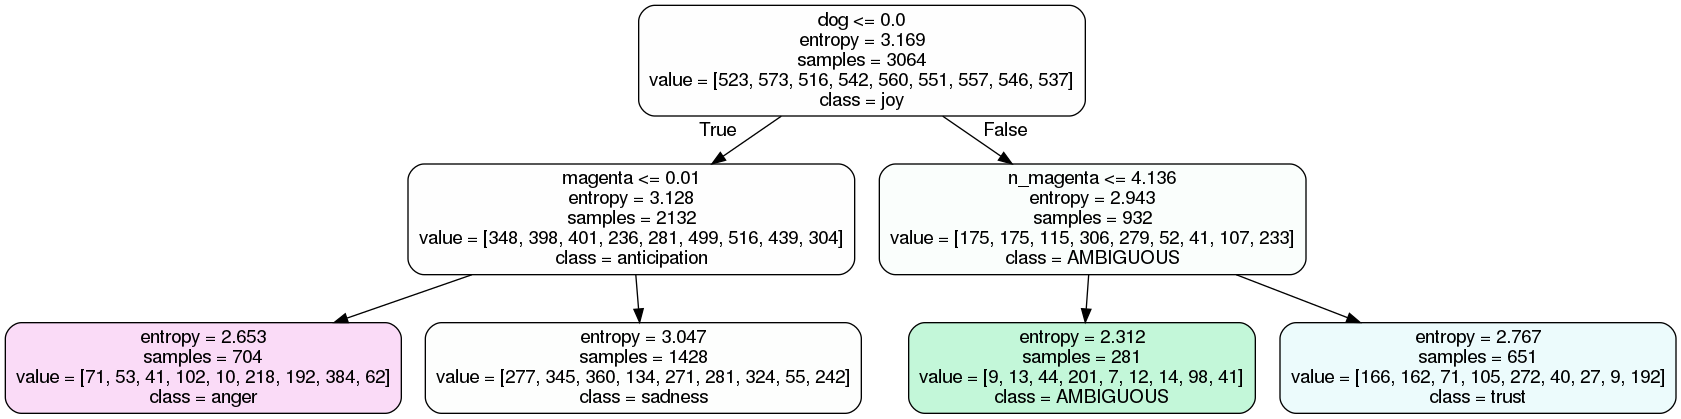 dog <= 0.0
entropy = 3.169
samples = 3064
value = [523, 573, 516, 542, 560, 551, 557, 546, 537]
class = joy
True
False
magenta <= 0.01
entropy = 3.128
samples = 2132
value = [348, 398, 401, 236, 281, 499, 516, 439, 304]
class = anticipation
n_magenta <= 4.136
entropy = 2.943
samples = 932
value = [175, 175, 115, 306, 279, 52, 41, 107, 233]
class = AMBIGUOUS
entropy = 2.653
samples = 704
value = [71, 53, 41, 102, 10, 218, 192, 384, 62]
class = anger
entropy = 3.047
samples = 1428
value = [277, 345, 360, 134, 271, 281, 324, 55, 242]
class = sadness
entropy = 2.312
samples = 281
value = [9, 13, 44, 201, 7, 12, 14, 98, 41]
class = AMBIGUOUS
entropy = 2.767
samples = 651
value = [166, 162, 71, 105, 272, 40, 27, 9, 192]
class = trust